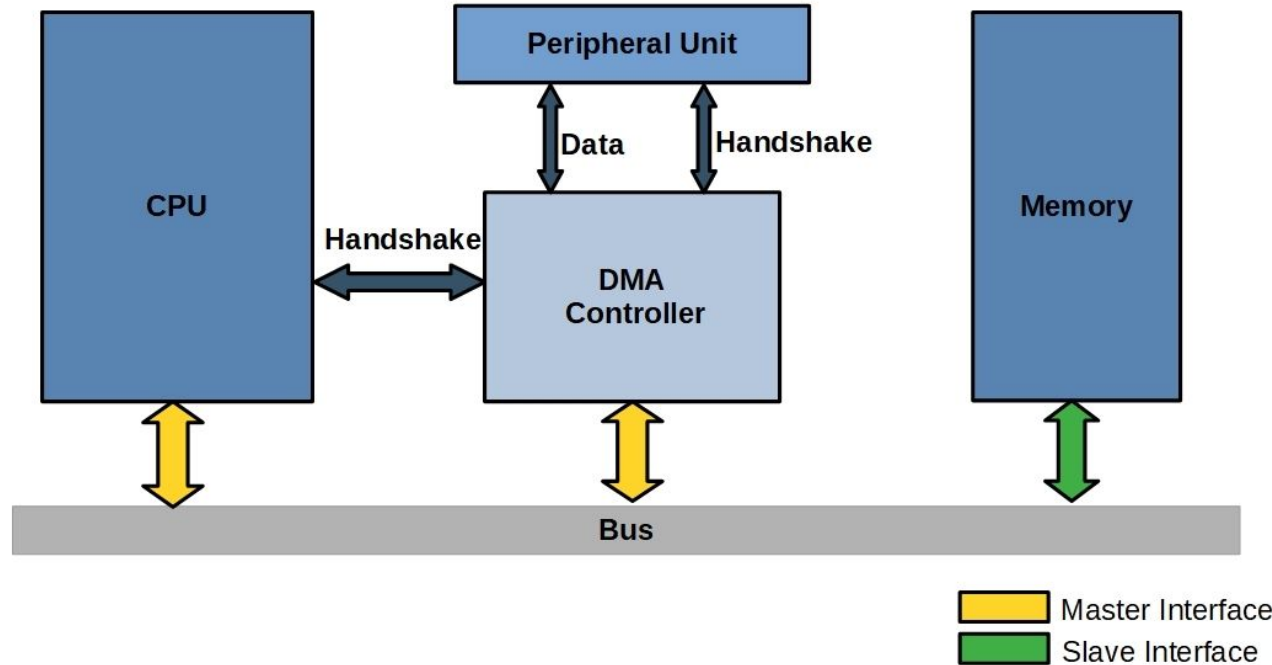 Peripheral Unit
Data
Handshake
CPU
Handshake
DMA
Controller
Memory
Bus
Master Interface
Slave Interface